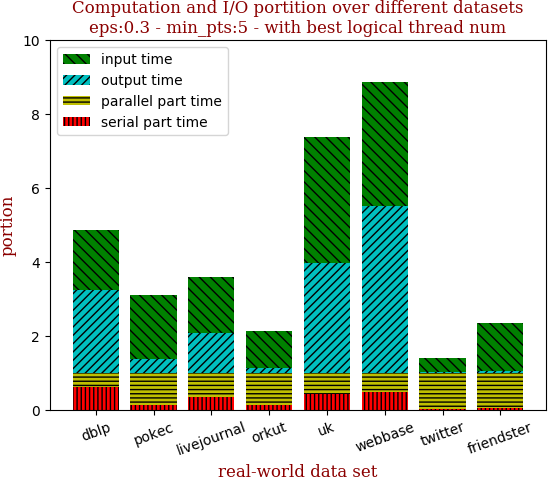 Computation and I/O portition over different datasets
eps:0.3 - min_pts:5 - with best logical thread num
10
8
6
4
2
0
portion
input time
output time
parallel part time
serial part time
dblp
pokec
livejournal
orkut
uk
webbase
twitter
friendster
real-world data set